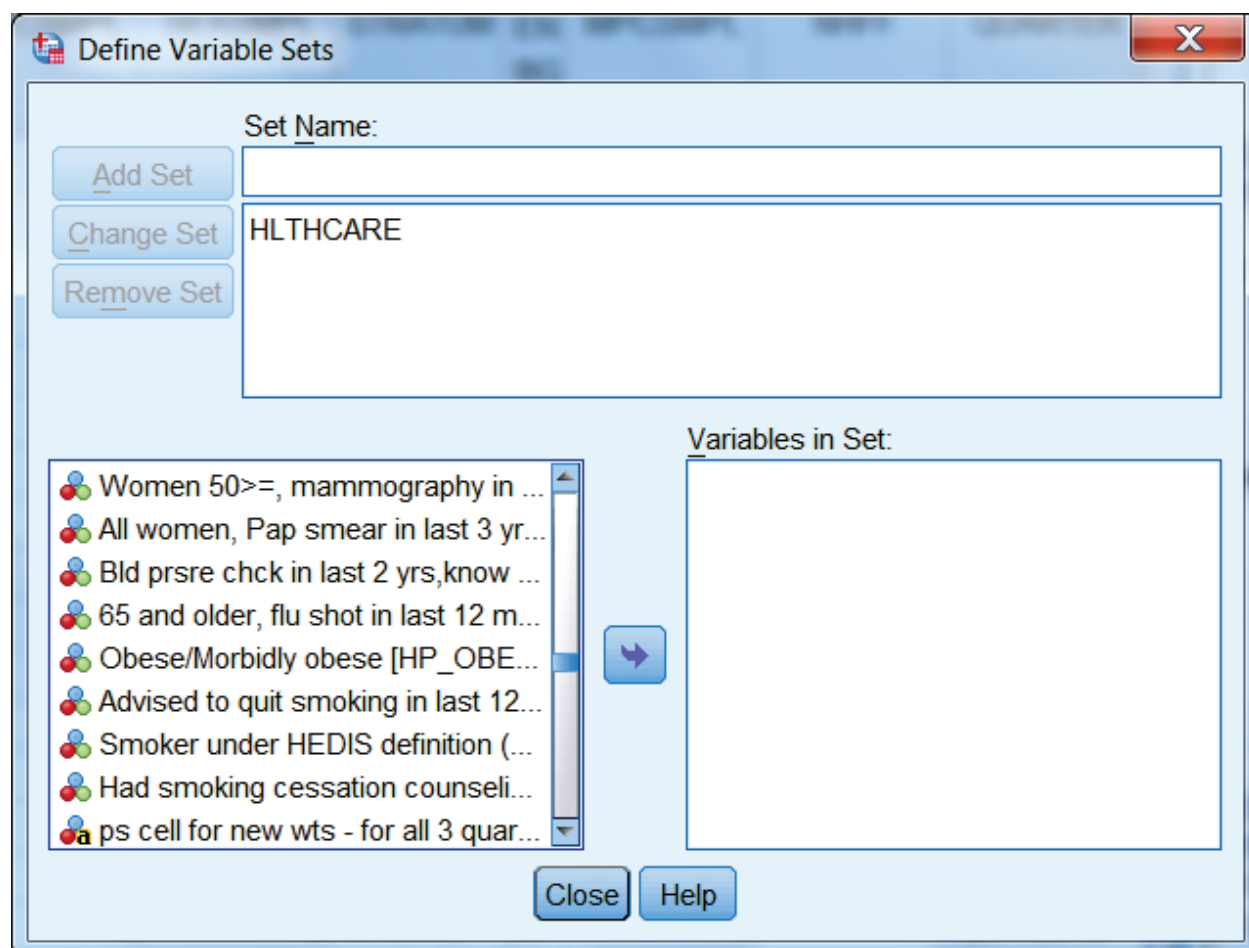 Define Variable Sets
Set Name:
Add Set
Change Set
HLTHCARE
Remove Set
Variables in Set:
Women 50>=, mammography in ...
All women, Pap smear in last 3 yr...
Bld prsre chck in last 2 yrs,know ...
65 and older, flu shot in last 12 m...
Obese/Morbidly obese [HP_OBE...
Advised to quit smoking in last 12...
Smoker under HEDIS definition (...
Had smoking cessation counseli...
a ps cell for new wts - for all 3 quar...
Close Help